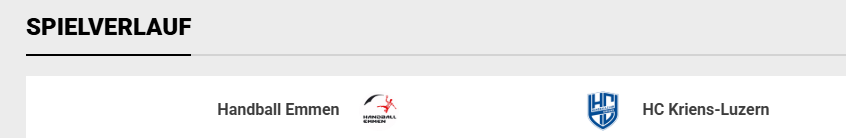 SPIELVERLAUF
Handball Emmen HANDBALL EMMEN HC Kriens-Luzern